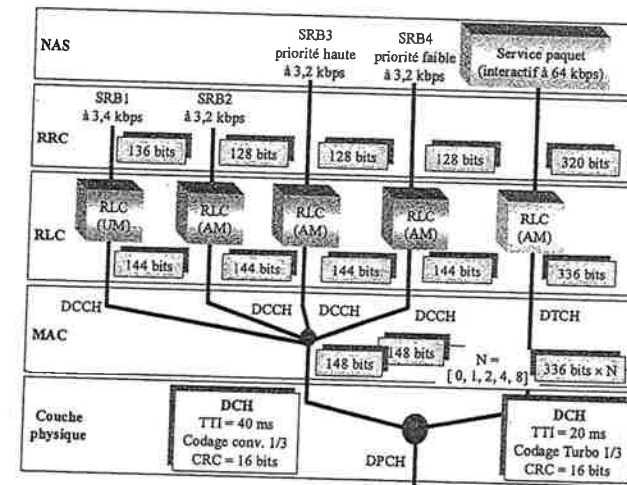 NAS
SRB3
priorité haute
à 3,2 kbps
SRB4
priorité faible
à 3,2 kbps
Service paquet
(interactif à 64 kbps)
SRB1
à 3,4 kbps
SRB2
à 3,2 kbps
RRC
136 bits
128 bits
128 bits
128 bits
320 bits
RLC
RLC
(UM)
RLC
(AM)
RLC
(AM)
RLC
(AM)
RLC
(AM)
144 bits
144 bits
144 bits
144 bits
336 bits
DCCH
DCCH
DCCH
DCCH
DTCH
MAC
148 bits
148 bits
N =
[ 0, 1, 2, 4, 8]
336 bits × N
Couche
physique
DCH
TTI = 40 ms
Codage conv. 1/3
CRC = 16 bits
DPCH
DCH
TTI = 20 ms
Codage Turbo 1/3
CRC = 16 bits